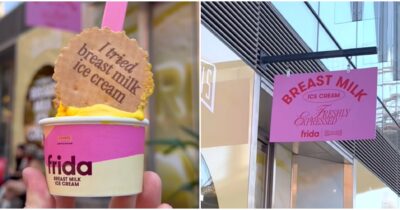 I tried
breast milk
ice cream
frida
BREAST MILK
ICE CREAM
BREAST MILK
ICE CREAM
FRESHLY
EXPRESSED
frida